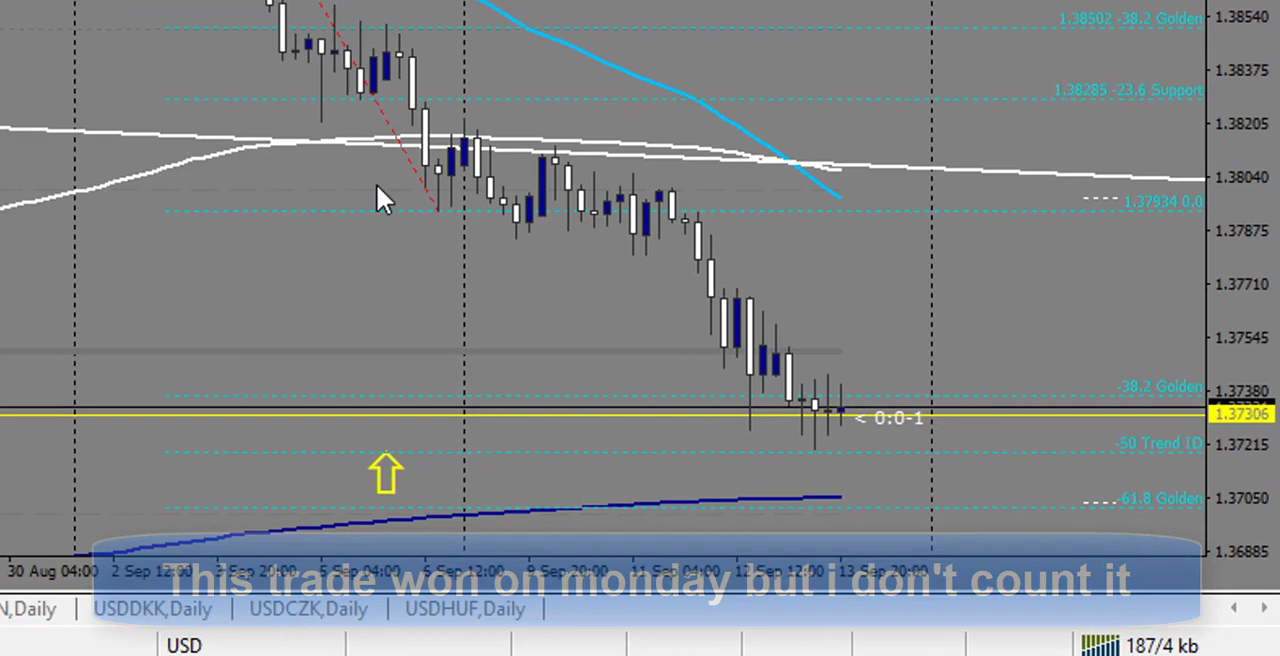 1.38502 -38.2 Golden
1.38540
1.38375
1.38285 -23.6 Support
1.38205
1.38040
1.37934 0.0
1.37875
1.37710
1.37545
-38.2 Golden
1.37380
1.37306
< 0:0-1
-50 Trend ID
1.37215
-61.8 Golden
1.37050
1.36885
30 Aug 04:00 2 Sep 12:00 3 Sep 20:00 5 Sep 04:00 6 Sep 12:00 9 Sep 20:00 11 Sep 04:00 12 Sep 12:00 13 Sep 20:00
This trade won on monday but i don't count it
N,Daily | USDDKK,Daily | USDCZK,Daily | USDHUF,Daily |
USD
187/4 kb